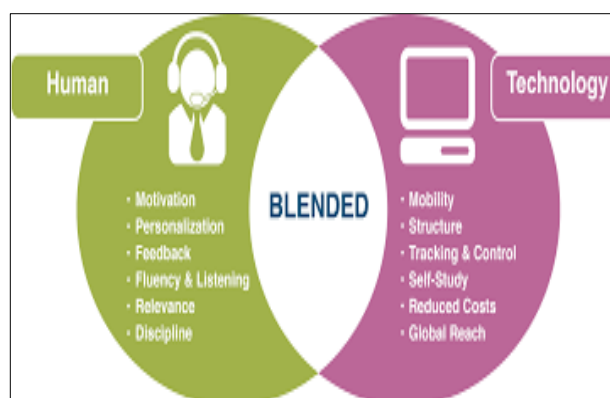 Human
Technology
BLENDED
· Motivation
· Personalization
· Feedback
· Fluency & Listening
· Relevance
· Discipline
· Mobility
· Structure
· Tracking & Control
· Self-Study
· Reduced Costs
· Global Reach